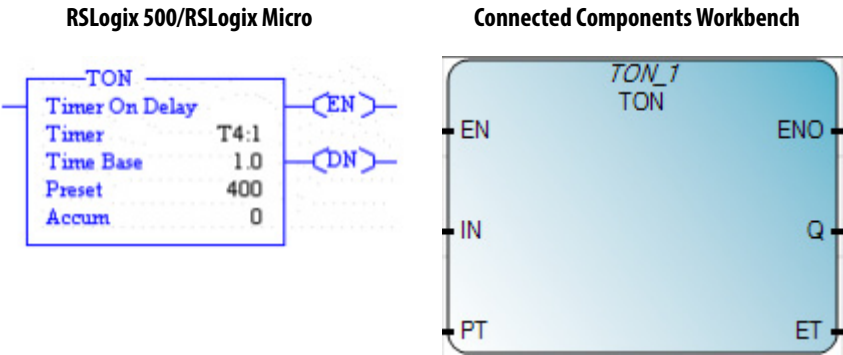 RSLogix 500/RSLogix Micro
Connected Components Workbench
TON
Timer On Delay
Timer T4:1
Time Base 1.0
Preset 400
Accum 0
EN
DN
TON_1
TON
EN ENO
IN Q
PT ET